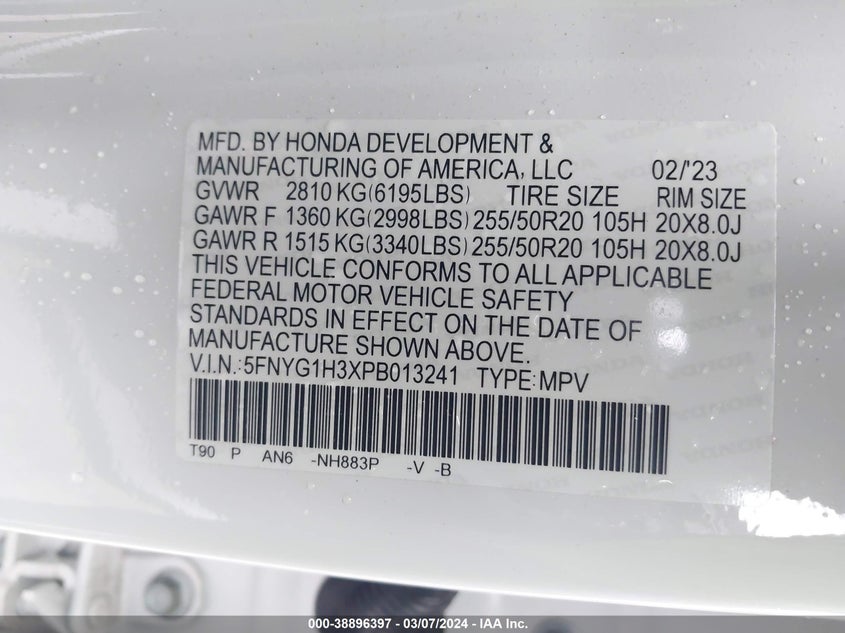 MFD. BY HONDA DEVELOPMENT &
MANUFACTURING OF AMERICA, LLC 02/'23
GVWR 2810 KG(6195LBS) TIRE SIZE RIM SIZE
GAWR F 1360 KG(2998LBS) 255/50R20 105H 20X8.0J
GAWR R 1515 KG(3340LBS) 255/50R20 105H 20X8.0J
THIS VEHICLE CONFORMS TO ALL APPLICABLE
FEDERAL MOTOR VEHICLE SAFETY
STANDARDS IN EFFECT ON THE DATE OF
MANUFACTURE SHOWN ABOVE.
V.I.N.:5FNYG1H3XPB013241 TYPE:MPV
T90 P AN6 -NH883P -V -B
000-38896397 - 03/07/2024 - IAA Inc.